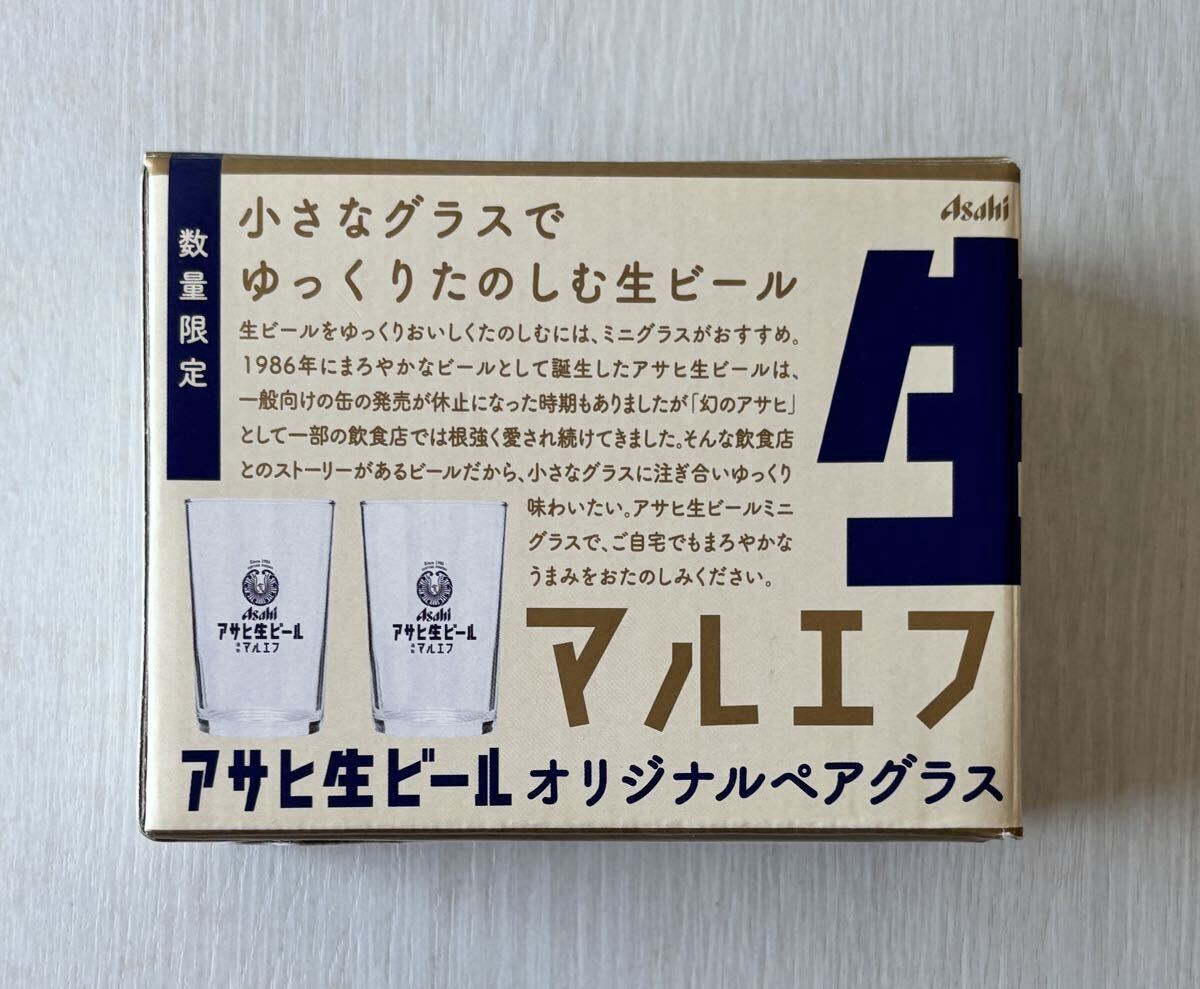 数量限定
小さなグラスで
ゆっくりたのしむ生ビール
Asahi
生
生ビールをゆっくりおいしくたのしむには、ミニグラスがおすすめ。
1986年にまろやかなビールとして誕生したアサヒ生ビールは、
一般向けの缶の発売が休止になった時期もありましたが「幻のアサヒ」
として一部の飲食店では根強く愛され続けてきました。そんな飲食店
とのストーリーがあるビールだから、小さなグラスに注ぎ合いゆっくり
味わいたい。アサヒ生ビールミニ
グラスで、ご自宅でもまろやかな
うまみをおたのしみください。
Since 1986
Asahi
アサヒ生ビール
通称 マルエフ
Since 1986
Asahi
アサヒ生ビール
通称 マルエフ
マルエフ
アサヒ生ビール オリジナルペアグラス